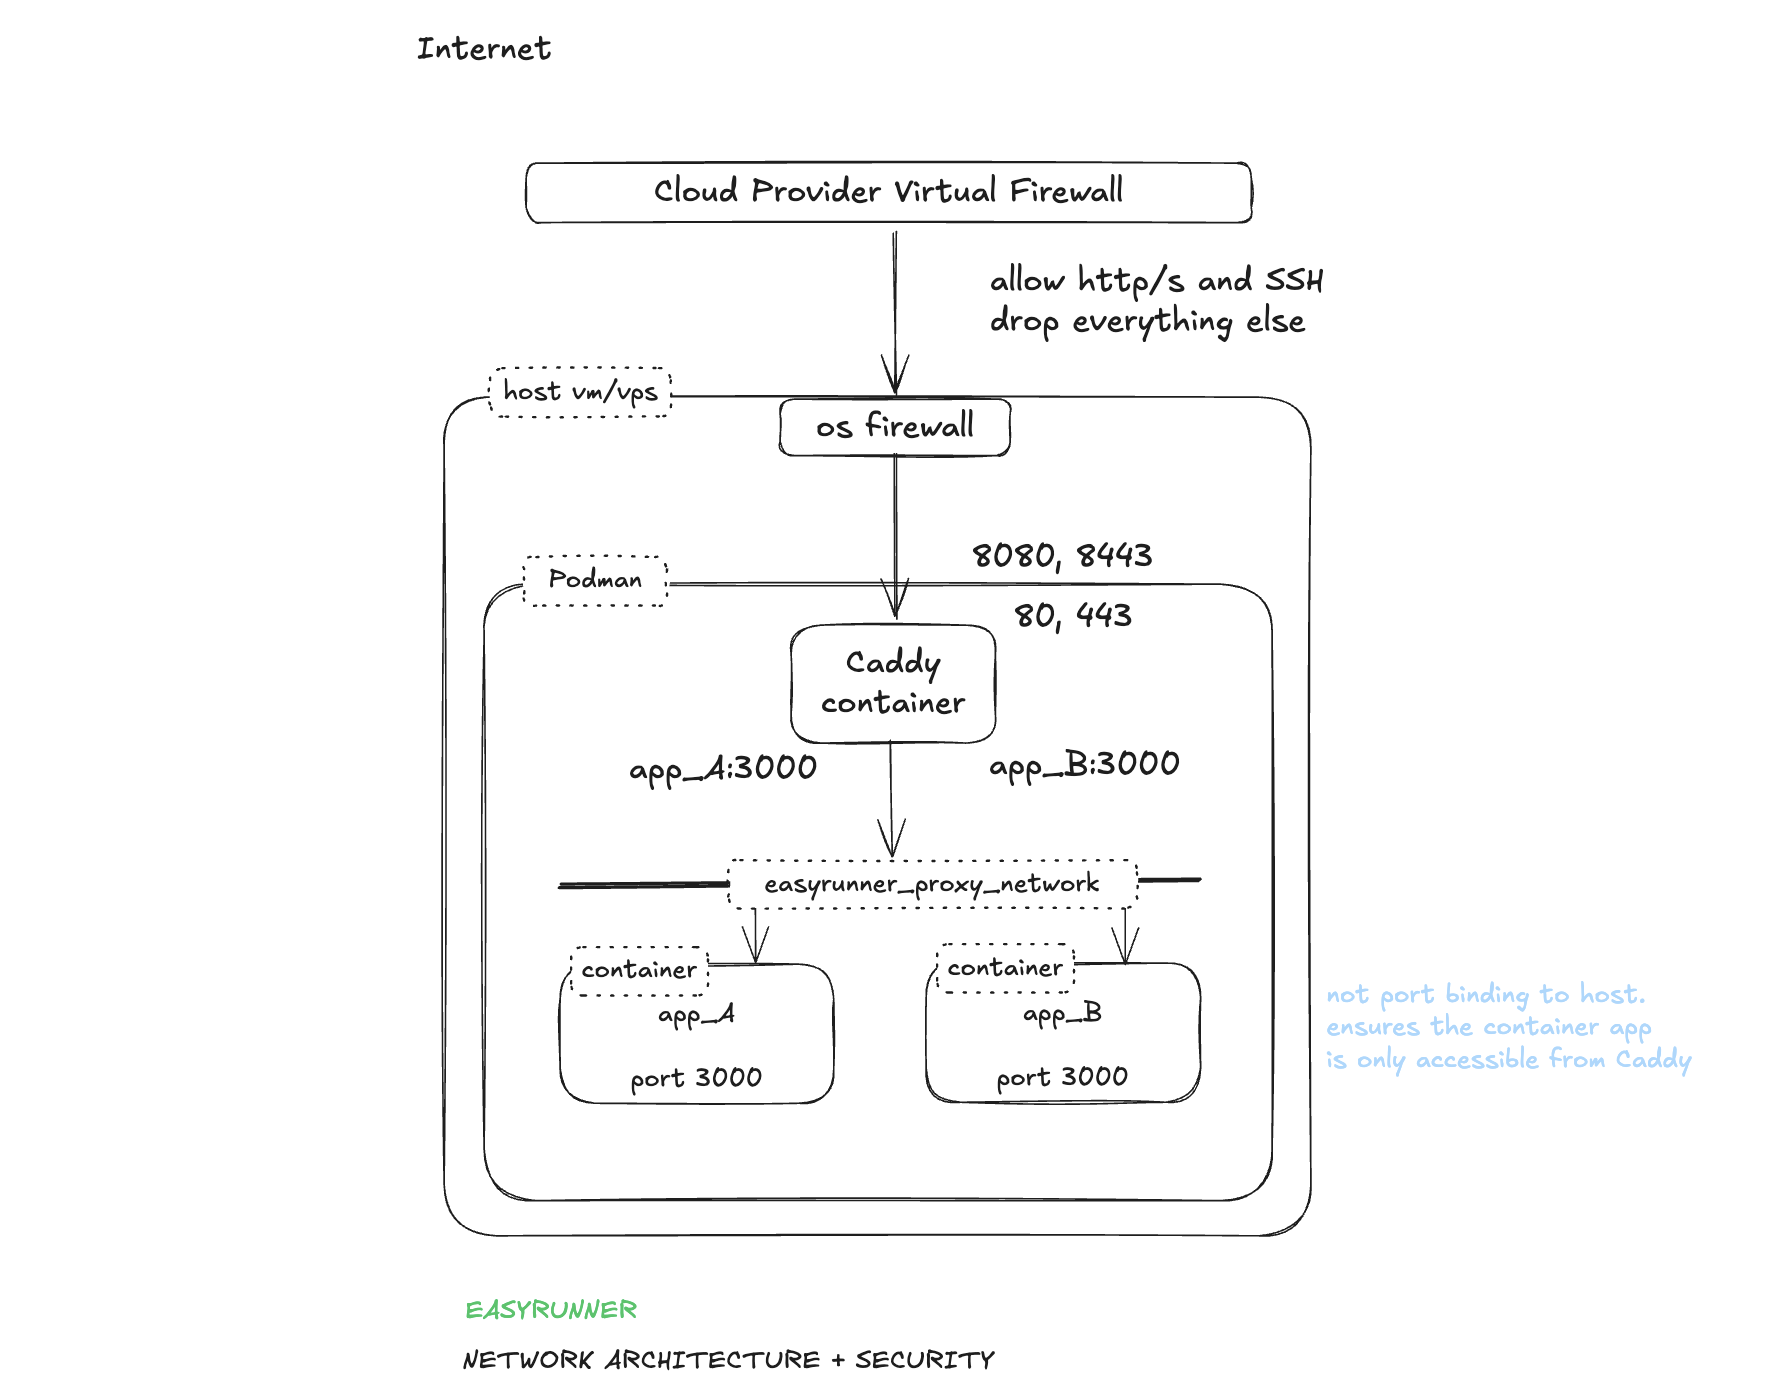 Internet
Cloud Provider Virtual Firewall
allow http/s and SSH
drop everything else
host vm/vps
os firewall
8080, 8443
Podman
80, 443
Caddy
container
app_A:3000
app_B:3000
easyrunner_proxy_network
container
app_A
port 3000
container
app_B
port 3000
not port binding to host.
ensures the container app
is only accessible from Caddy
EASYRUNNER
NETWORK ARCHITECTURE + SECURITY